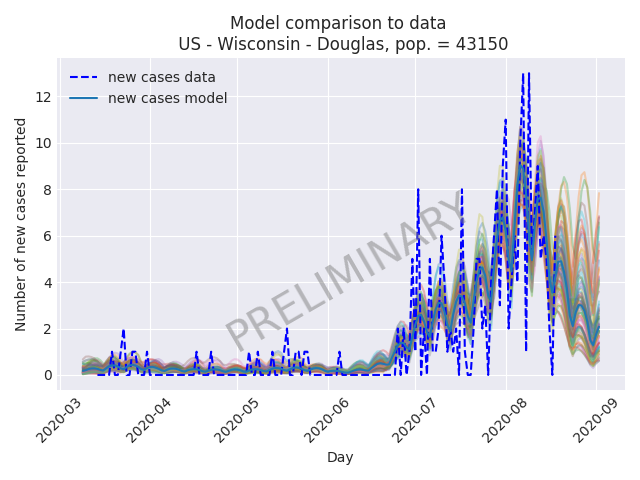 Model comparison to data
US - Wisconsin - Douglas, pop. = 43150
new cases data
new cases model
PRELIMINARY
Number of new cases reported
12
10
8
6
4
2
0
2020-03
2020-04
2020-05
2020-06
2020-07
2020-08
2020-09
Day